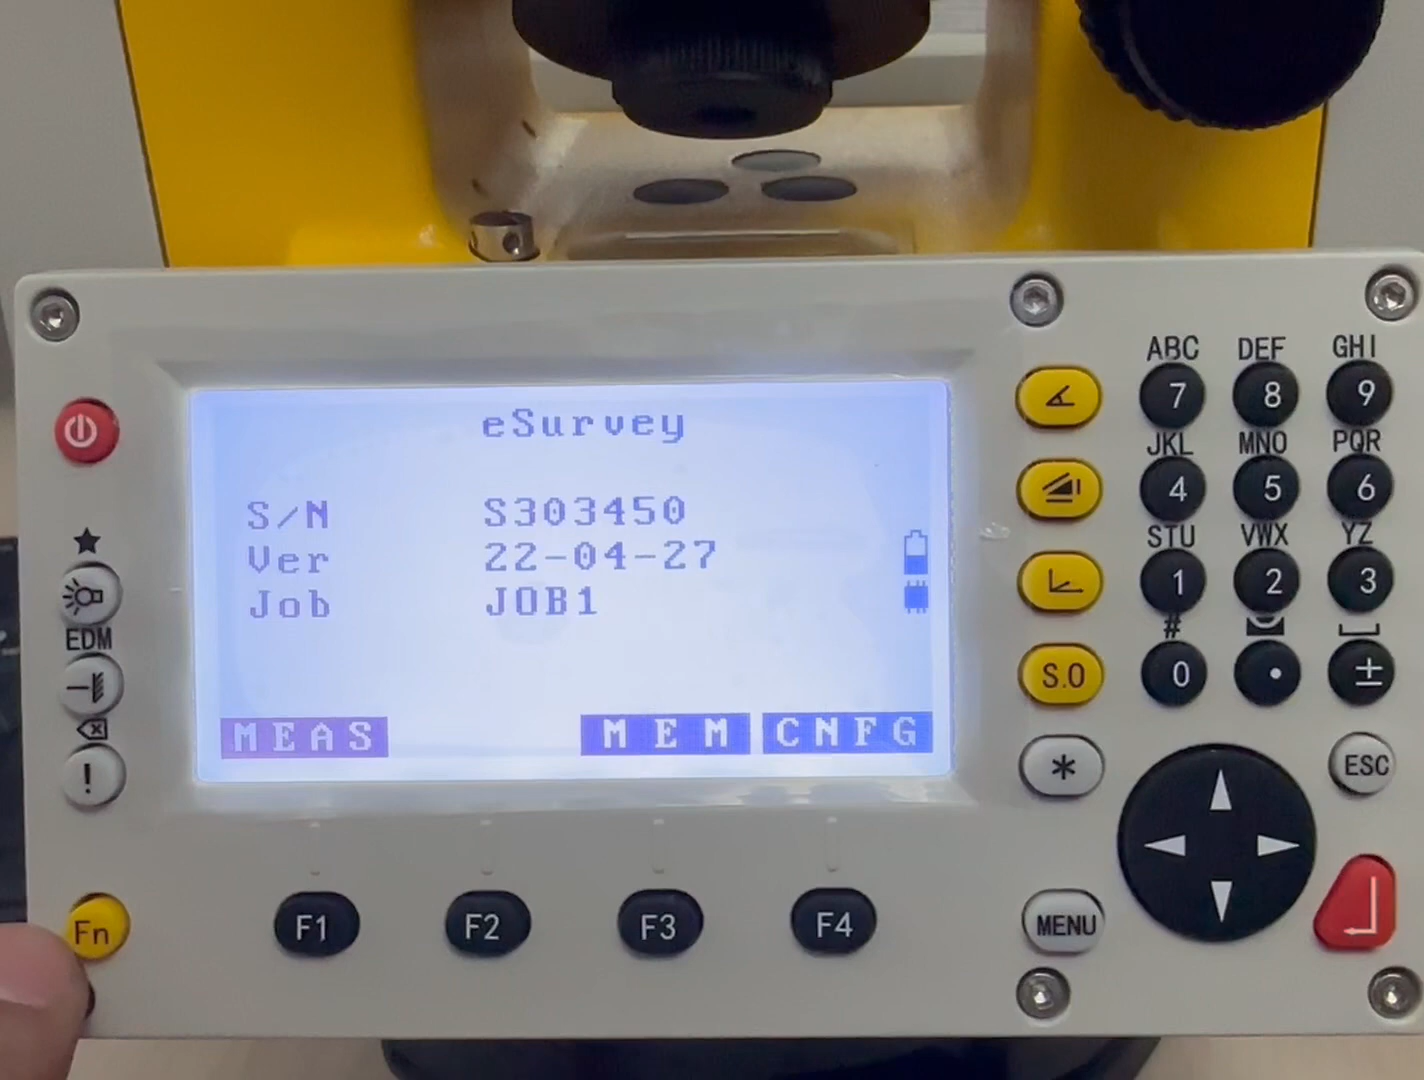 eSurvey
S/N S303450
Ver 22-04-27
Job JOB1
MEAS MEM CNFG
EDM
!
Fn
F1 F2 F3 F4
S.O
*
MENU
ABC DEF GHI
7 8 9
JKL MNO PQR
4 5 6
STU VWX YZ
1 2 3
#
0 . ±
ESC